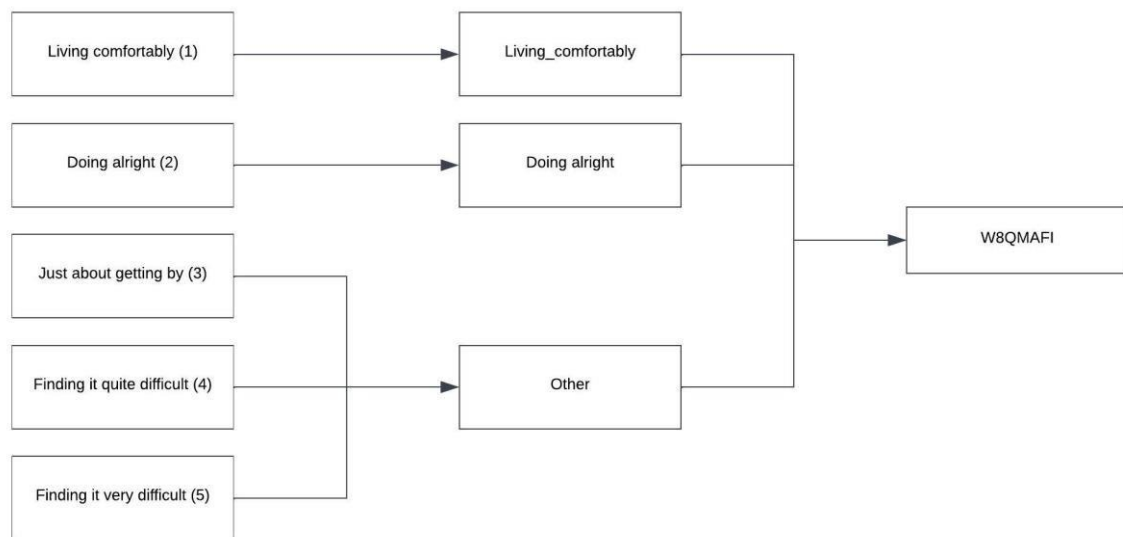 Living comfortably (1)
Living_comfortably
Doing alright (2)
Doing alright
W8QMAFI
Just about getting by (3)
Finding it quite difficult (4)
Other
Finding it very difficult (5)